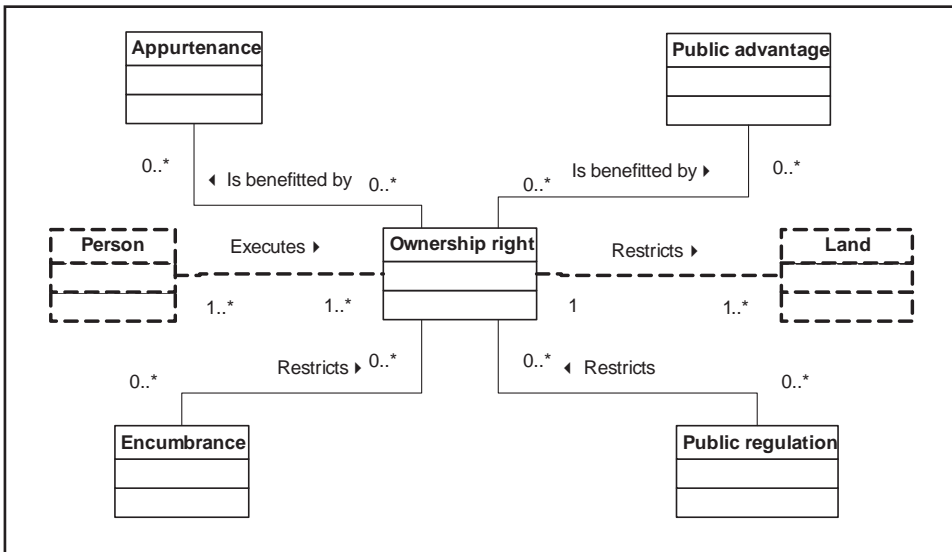 Appurtenance
Public advantage
0..*
◄ Is benefitted by
0..*
0..*
Is benefitted by ►
0..*
Person
Executes ►
Ownership right
Restricts ►
Land
1..*
1..*
1
1..*
0..*
Restricts ►
0..*
0..*
◄ Restricts
0..*
Encumbrance
Public regulation